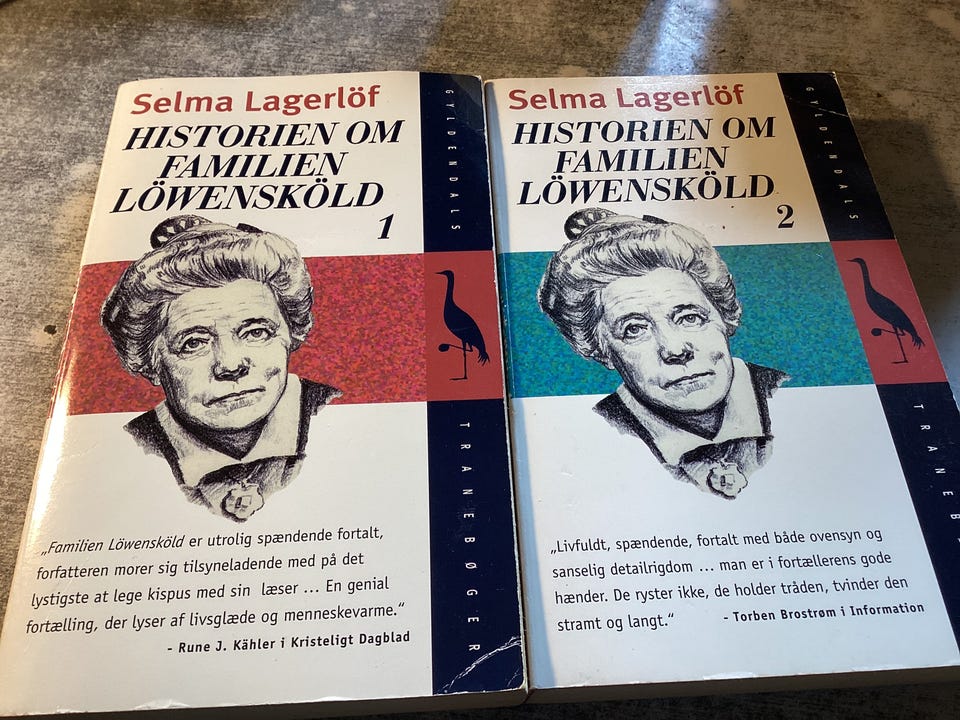 Selma Lagerlöf
HISTORIEN OM
FAMILIEN
LÖWENSKÖLD
1
„Familien Löwensköld er utrolig spændende fortalt,
forfatteren morer sig tilsyneladende med på det
lystigste at lege kispus med sin læser ... En genial
fortælling, der lyser af livsglæde og menneskevarme.“
- Rune J. Kähler i Kristeligt Dagblad
GYLDENDALS
TRANEBØGER
Selma Lagerlöf
HISTORIEN OM
FAMILIEN
LÖWENSKÖLD
2
„Livfuldt, spændende, fortalt med både ovensyn og
sanselig detailrigdom ... man er i fortællerens gode
hænder. De ryster ikke, de holder tråden, tvinder den
stramt og langt.“
- Torben Brostrøm i Information
GYLDENDALS
TRANEB